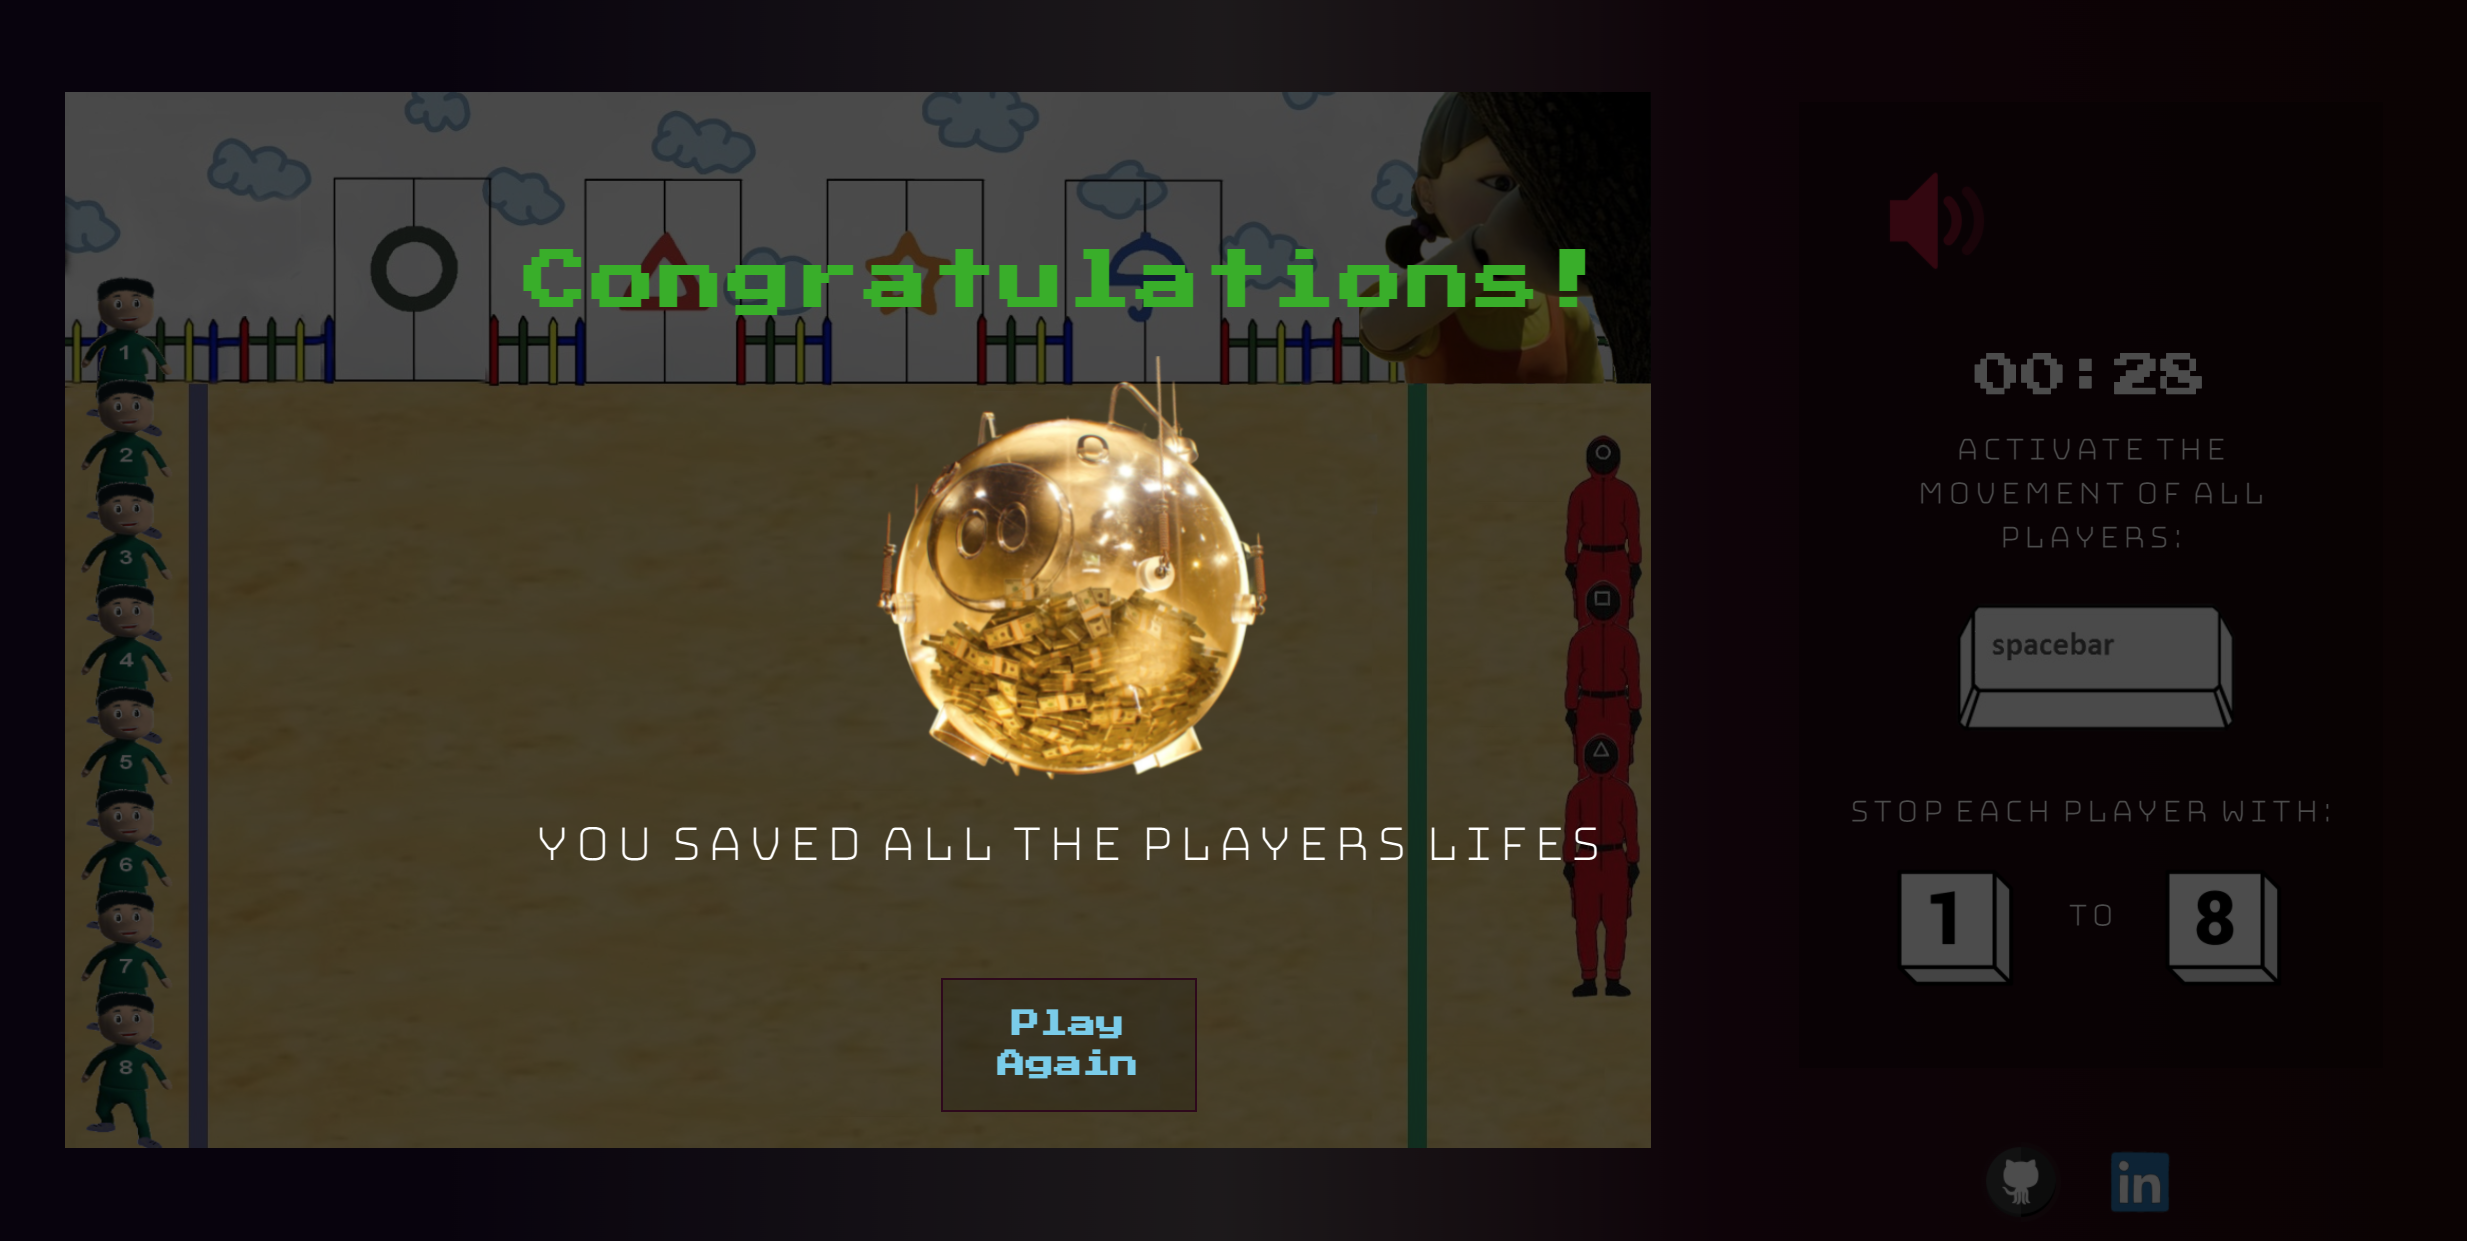 Congratulations!
1
2
3
4
5
6
7
8
YOU SAVED ALL THE PLAYERS LIFES
Play
Again
00:28
ACTIVATE THE
MOVEMENT OF ALL
PLAYERS:
spacebar
STOP EACH PLAYER WITH:
1 TO 8
in